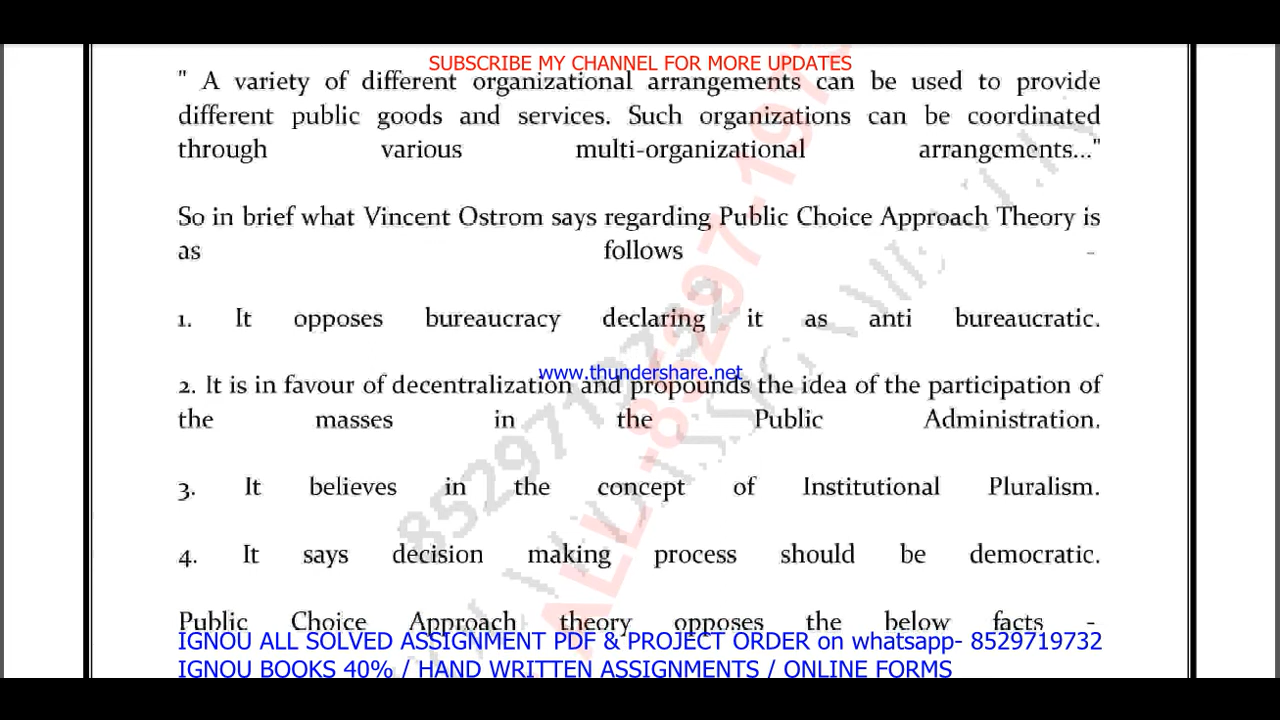 SUBSCRIBE MY CHANNEL FOR MORE UPDATES
" A variety of different organizational arrangements can be used to provide
different public goods and services. Such organizations can be coordinated
through various multi-organizational arrangements..."
So in brief what Vincent Ostrom says regarding Public Choice Approach Theory is
as follows -
1. It opposes bureaucracy declaring it as anti bureaucratic.
www.thundershare.net
2. It is in favour of decentralization and propounds the idea of the participation of
the masses in the Public Administration.
3. It believes in the concept of Institutional Pluralism.
4. It says decision making process should be democratic.
Public Choice Approach theory opposes the below facts -
IGNOU ALL SOLVED ASSIGNMENT PDF & PROJECT ORDER on whatsapp- 8529719732
IGNOU BOOKS 40% / HAND WRITTEN ASSIGNMENTS / ONLINE FORMS
8529719732
ALL -85297-197